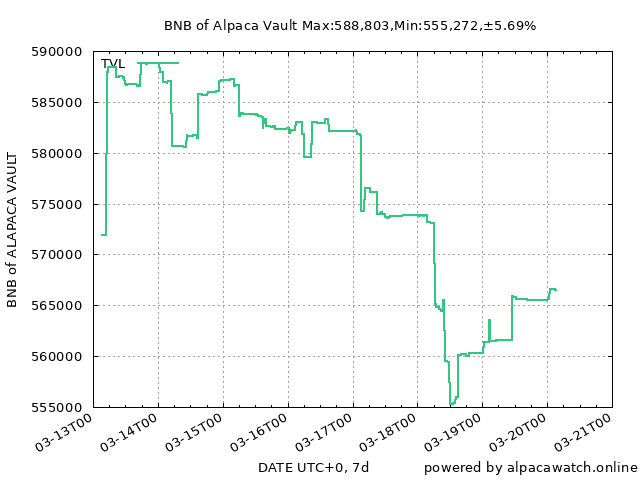 BNB of Alpaca Vault Max:588,803,Min:555,272,±5.69%
TVL
590000
585000
580000
575000
570000
565000
560000
555000
BNB of ALAPACA VAULT
03-13T00
03-14T00
03-15T00
03-16T00
03-17T00
03-18T00
03-19T00
03-20T00
03-21T00
DATE UTC+0, 7d
powered by alpacawatch.online